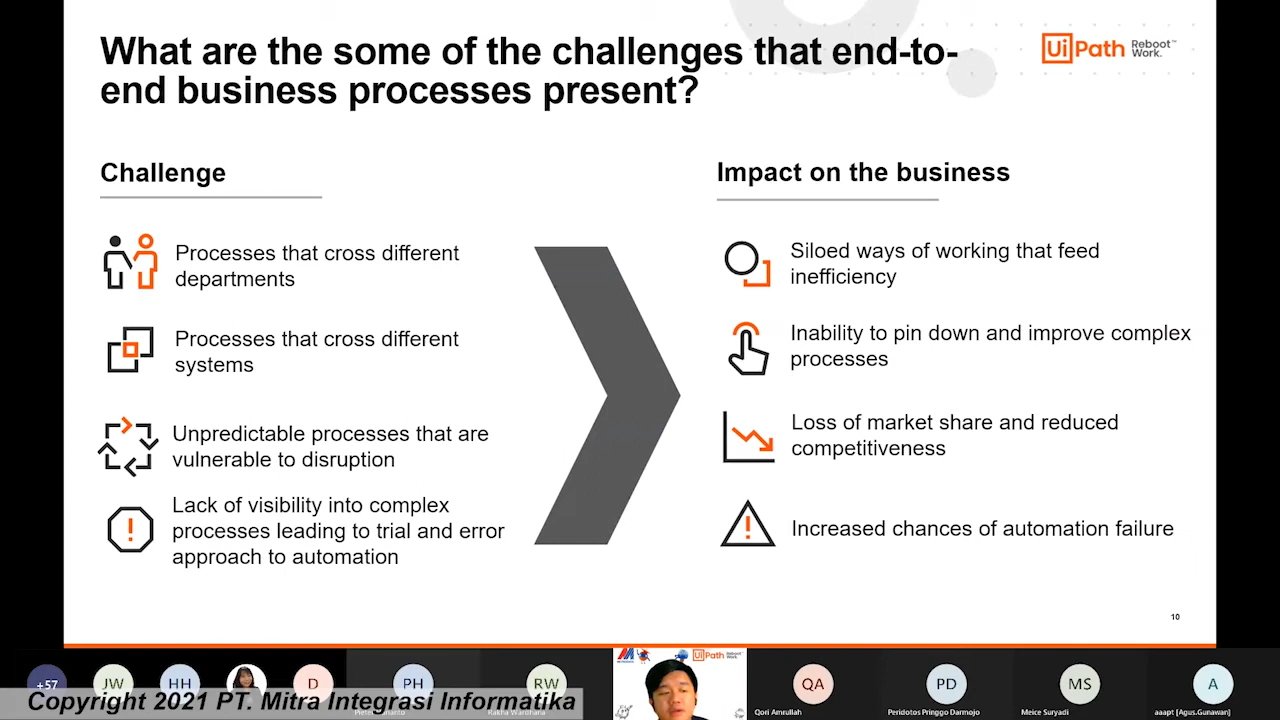 What are the some of the challenges that end-to-
end business processes present?
UiPath Reboot Work.™
Challenge
Impact on the business
Processes that cross different
departments
Siloed ways of working that feed
inefficiency
Processes that cross different
systems
Inability to pin down and improve complex
processes
Unpredictable processes that are
vulnerable to disruption
Loss of market share and reduced
competitiveness
Lack of visibility into complex
processes leading to trial and error
approach to automation
Increased chances of automation failure
10
+57
JW
HH
D
PH
RW
UiPath Reboot Work.
QA
PD
MS
A
Copyright 2021 PT. Mitra Integrasi Informatika
Qori Amrullah
Peridotos Pringgo Darmojo
Meice Suryadi
aaapt [Agus.Gunawan]